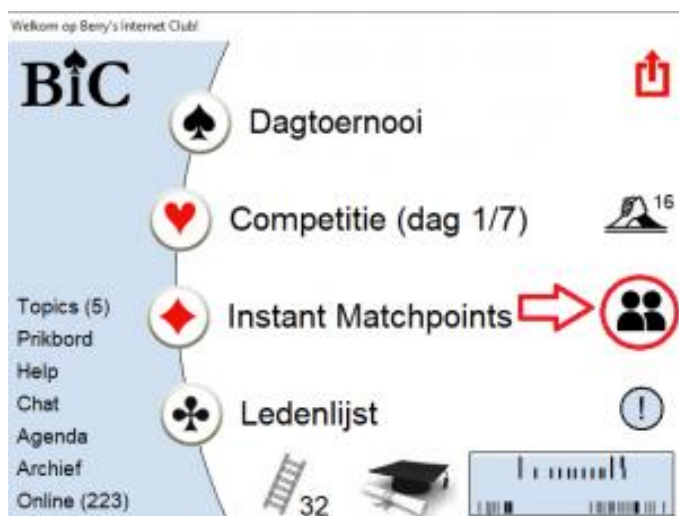 Welkom op Berry's Internet Club!
BiC
Dagtoernooi
Competitie (dag 1/7)
16
Instant Matchpoints
Ledenlijst
Topics (5)
Prikbord
Help
Chat
Agenda
Archief
Online (223)
32
!